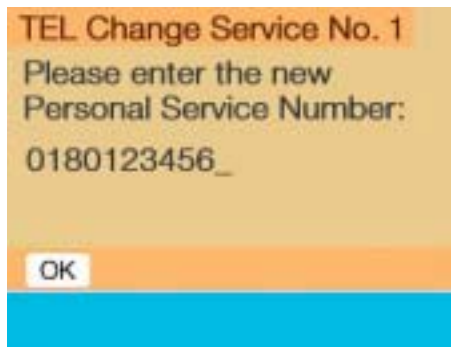 TEL Change Service No. 1
Please enter the new
Personal Service Number:
0180123456_
OK